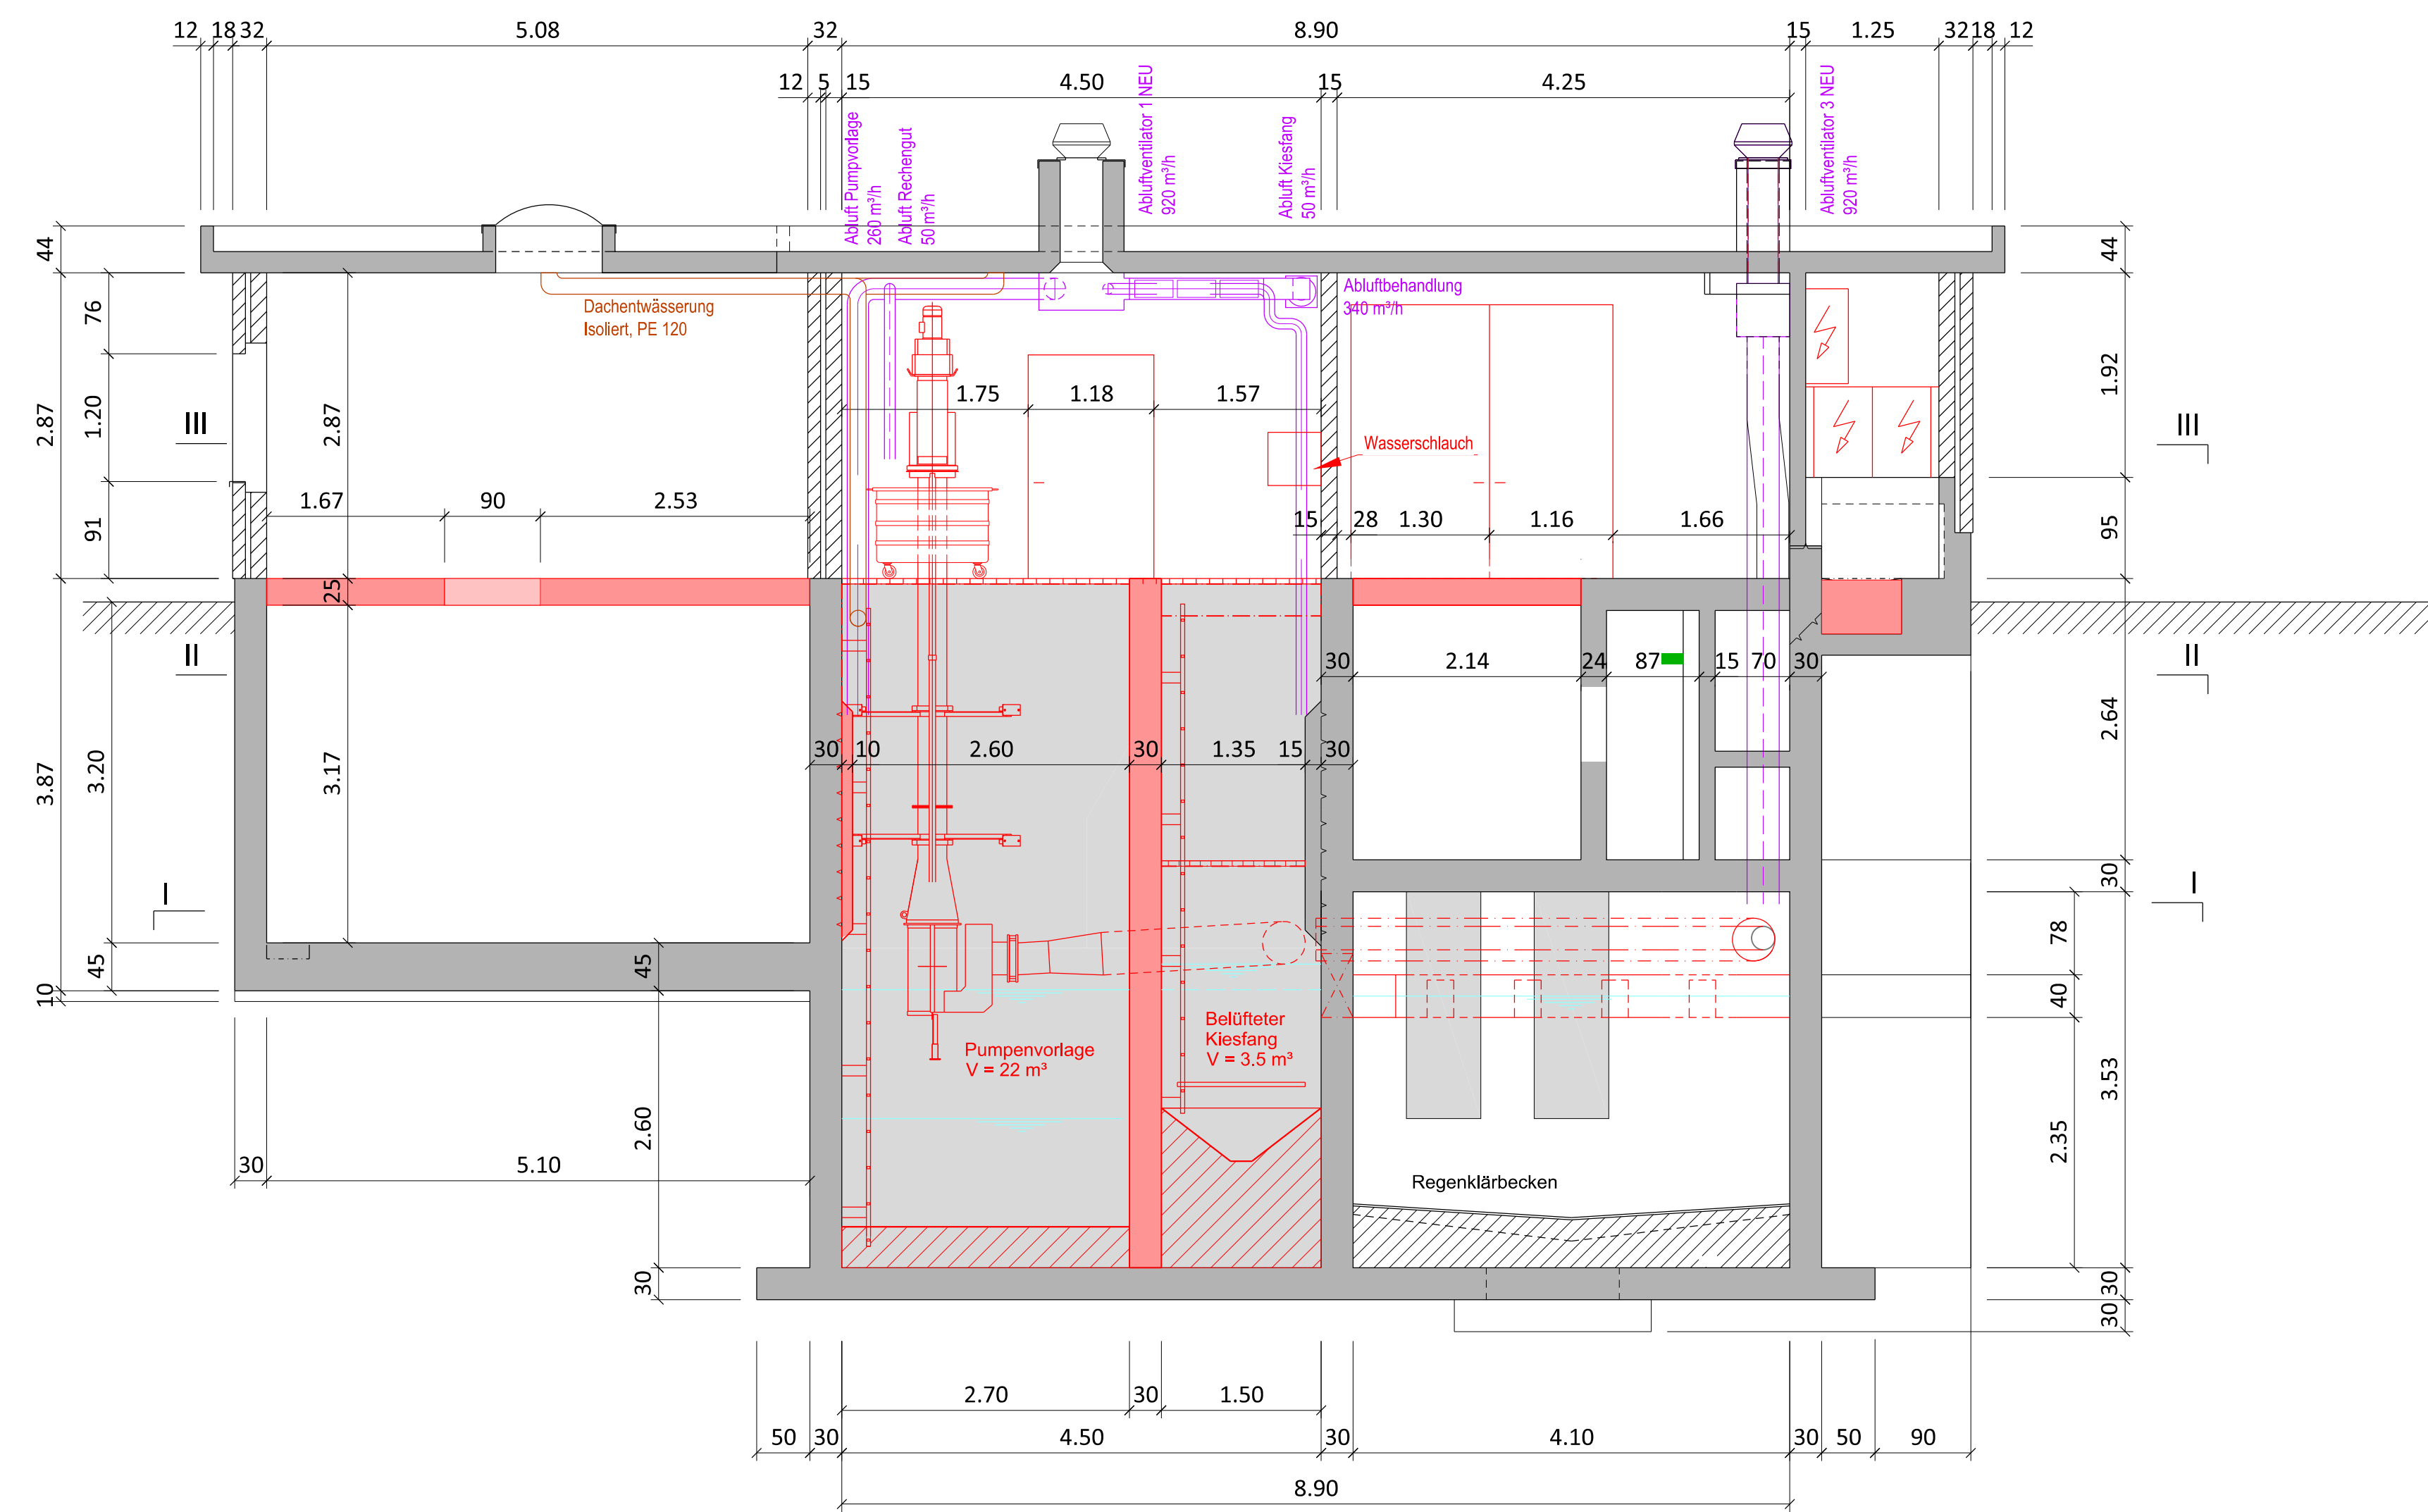 12 18 32 5.08 32 8.90 15 1.25 32 18 12
12 5 15 4.50 15 4.25
Abluft Pumpvorlage
260 m³/h
Abluft Rechengut
50 m³/h
Abluftventilator 1 NEU
920 m³/h
Abluft Kiesfang
50 m³/h
Abluftventilator 3 NEU
920 m³/h
44
44
Dachentwässerung
Isoliert, PE 120
Abluftbehandlung
340 m³/h
76
1.20
91
2.87
2.87
1.92
95
III
III
1.75 1.18 1.57
Wasserschlauch
1.67 90 2.53
15 28 1.30 1.16 1.66
25
II
II
30 2.14 24 87 15 70 30
2.64
30 10 2.60 30 1.35 15 30
3.87
3.20
3.17
I
I
30
45
10
45
78
40
3.53
2.35
Belüfteter
Kiesfang
V = 3.5 m³
Pumpenvorlage
V = 22 m³
2.60
30
30 5.10
Regenklärbecken
30
30
2.70 30 1.50
50 30 4.50 30 4.10 30 50 90
8.90